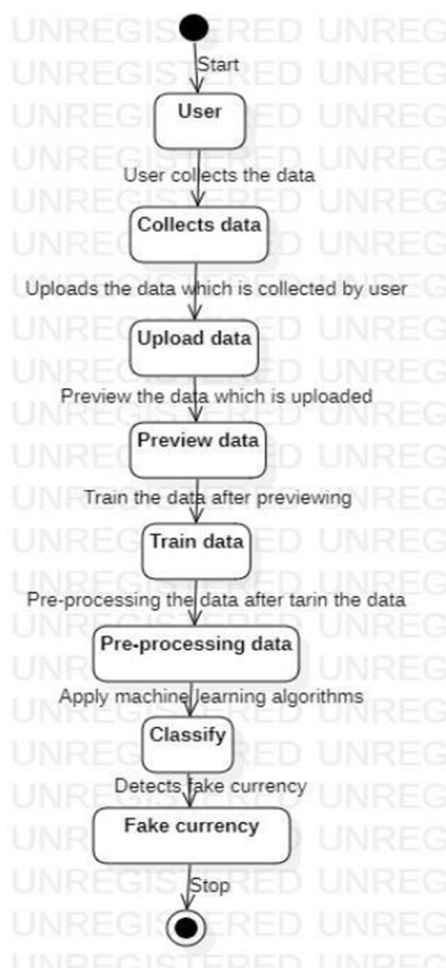 Start
User
User collects the data
Collects data
Uploads the data which is collected by user
Upload data
Preview the data which is uploaded
Preview data
Train the data after previewing
Train data
Pre-processing the data after tarin the data
Pre-processing data
Apply machine learning algorithms
Classify
Detects fake currency
Fake currency
Stop
UNREGISTERED UNREG